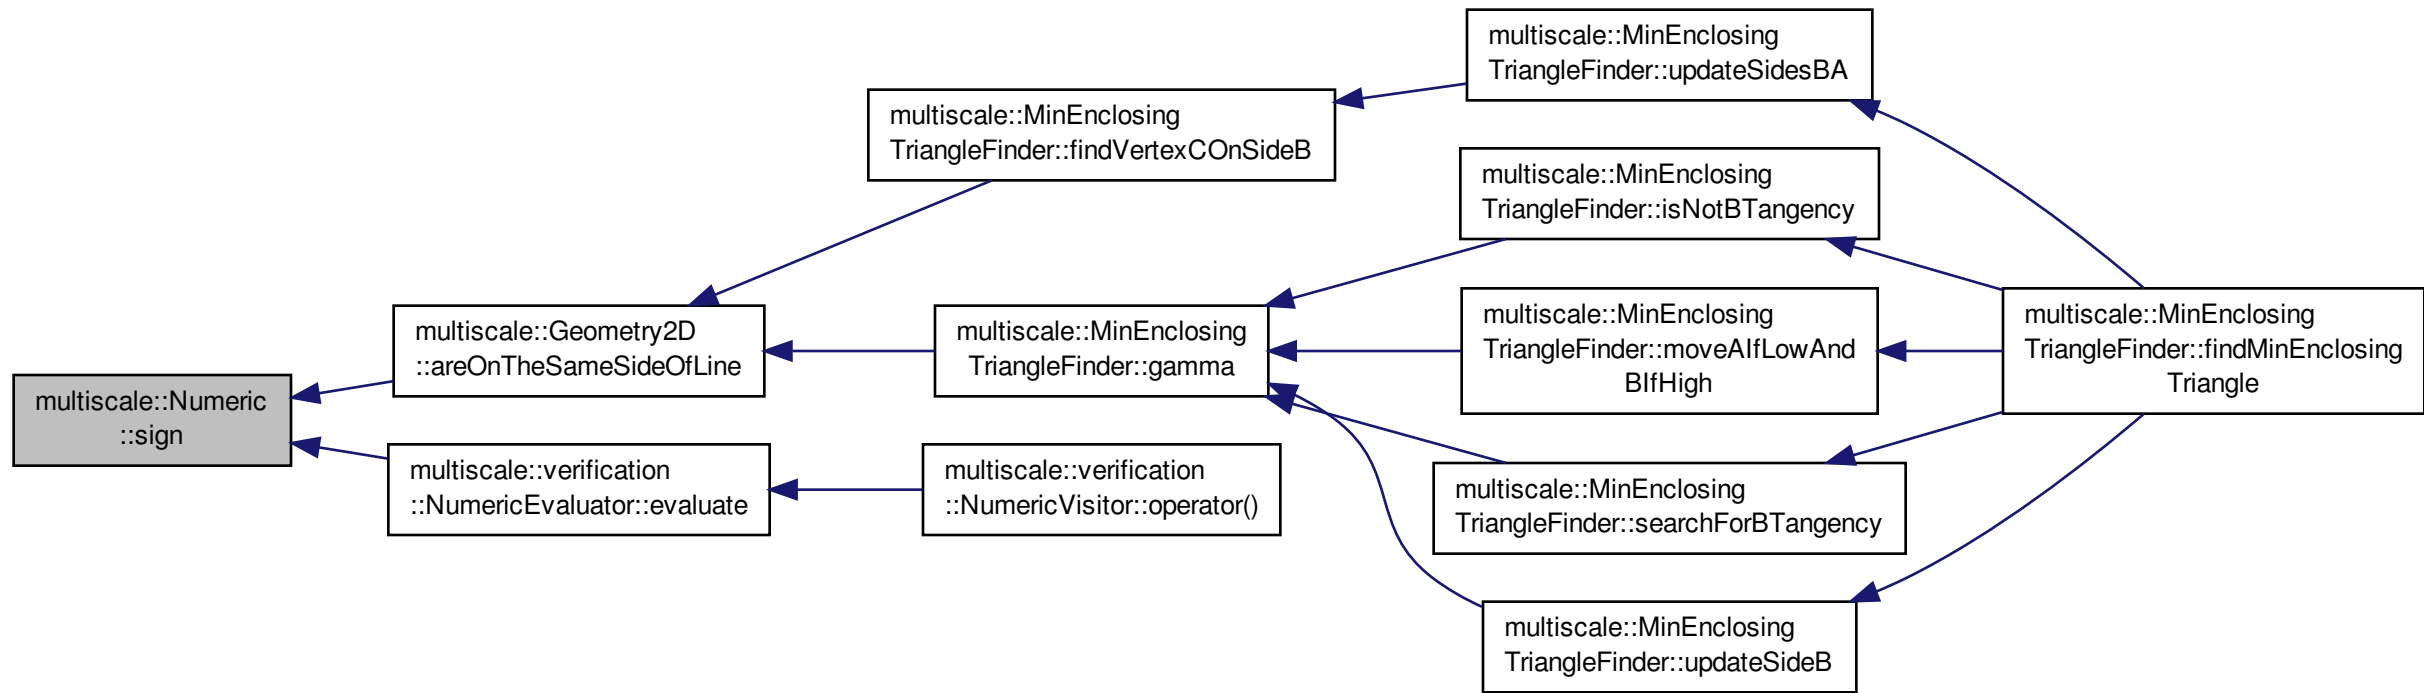 multiscale::Numeric
::sign
multiscale::Geometry2D
::areOnTheSameSideOfLine
multiscale::verification
::NumericEvaluator::evaluate
multiscale::MinEnclosing
TriangleFinder::findVertexCOnSideB
multiscale::MinEnclosing
TriangleFinder::gamma
multiscale::verification
::NumericVisitor::operator()
multiscale::MinEnclosing
TriangleFinder::updateSidesBA
multiscale::MinEnclosing
TriangleFinder::isNotBTangency
multiscale::MinEnclosing
TriangleFinder::moveAIfLowAnd
BIfHigh
multiscale::MinEnclosing
TriangleFinder::searchForBTangency
multiscale::MinEnclosing
TriangleFinder::updateSideB
multiscale::MinEnclosing
TriangleFinder::findMinEnclosing
Triangle